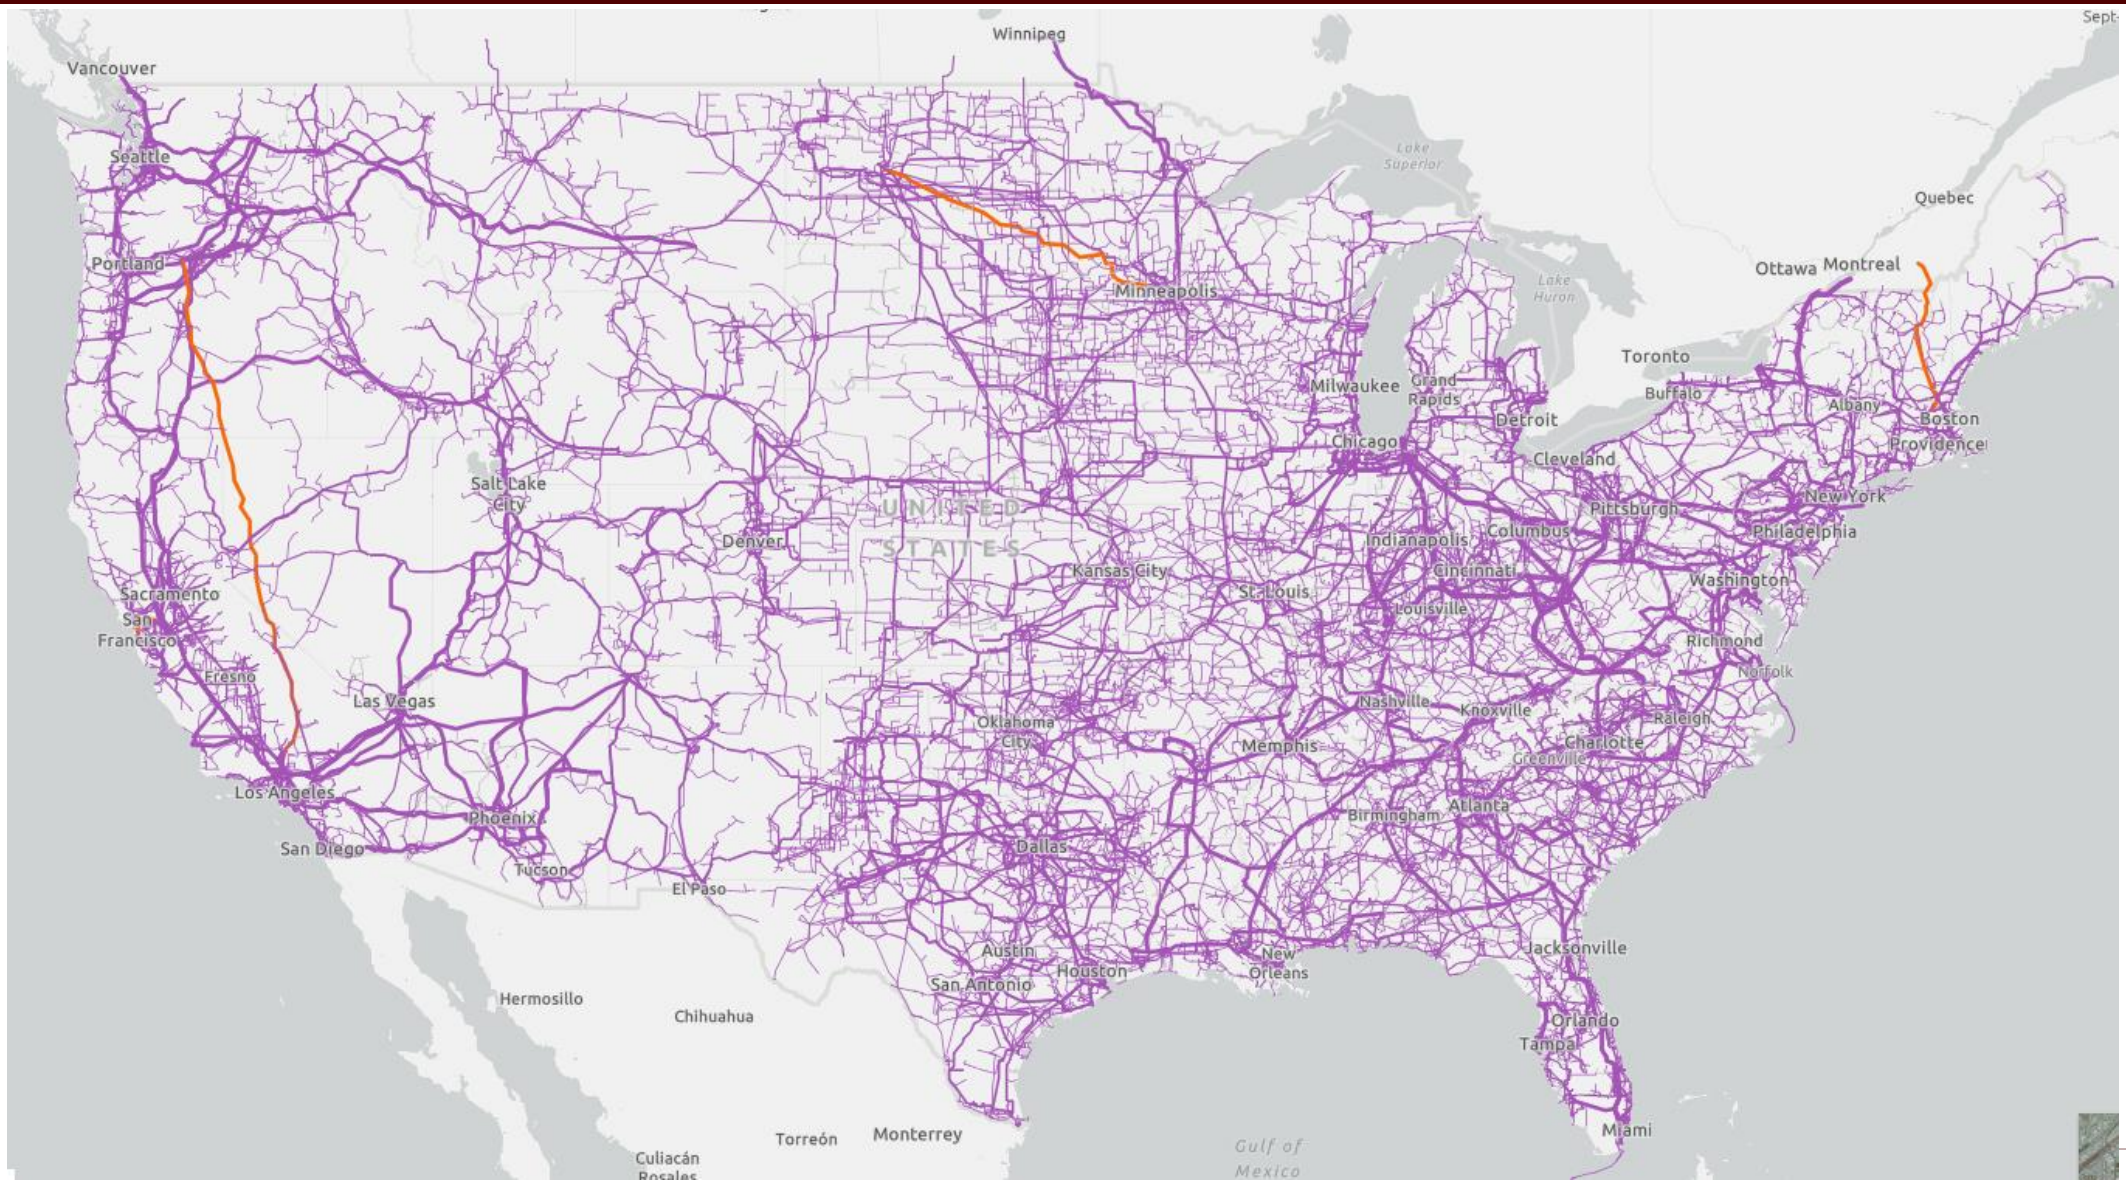 Sept-
Winnipeg
Vancouver
Lake
Superior
Seattle
Quebec
Portland
Ottawa
Montreal
Lake
Huron
Minneapolis
Toronto
Milwaukee
Grand
Rapids
Buffalo
Albany
Detroit
Boston
Chicago
Providence
Cleveland
Salt Lake
City
New York
UNITED
STATES
Pittsburgh
Denver
Indianapolis
Columbus
Philadelphia
Kansas City
Cincinnati
Washington
Sacramento
St. Louis
San
Francisco
Louisville
Richmond
Fresno
Norfolk
Las Vegas
Nashville
Knoxville
Oklahoma
City
Raleigh
Memphis
Charlotte
Greenville
Los Angeles
Phoenix
Birmingham
Atlanta
San Diego
Dallas
Tucson
El Paso
Austin
Jacksonville
New
Orleans
Houston
San Antonio
Hermosillo
Chihuahua
Orlando
Tampa
Torreón
Monterrey
Miami
Gulf of
Mexico
Culiacán
Rosales